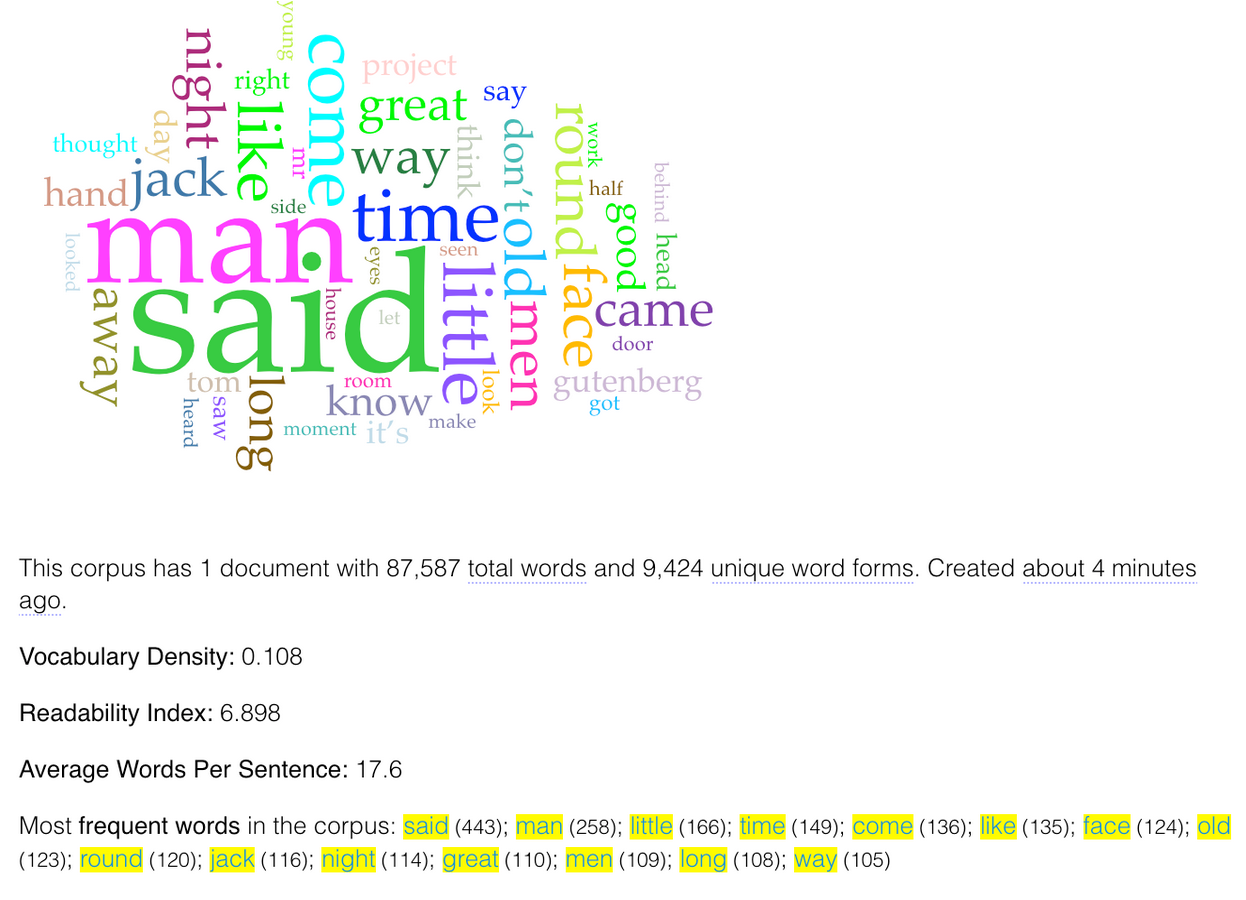 young
night
come
project
right
great
say
like
day
round
work
thought
don't
think
mr
way
jack
half
behind
hand
side
time
good
man
old
head
looked
seen
eyes
said
little
face
away
house
men
came
let
door
tom
long
room
look
gutenberg
know
got
heard
saw
make
moment
it's
This corpus has 1 document with 87,587 total words and 9,424 unique word forms. Created about 4 minutes
ago.
Vocabulary Density: 0.108
Readability Index: 6.898
Average Words Per Sentence: 17.6
Most frequent words in the corpus: said (443); man (258); little (166); time (149); come (136); like (135); face (124); old
(123); round (120); jack (116); night (114); great (110); men (109); long (108); way (105)